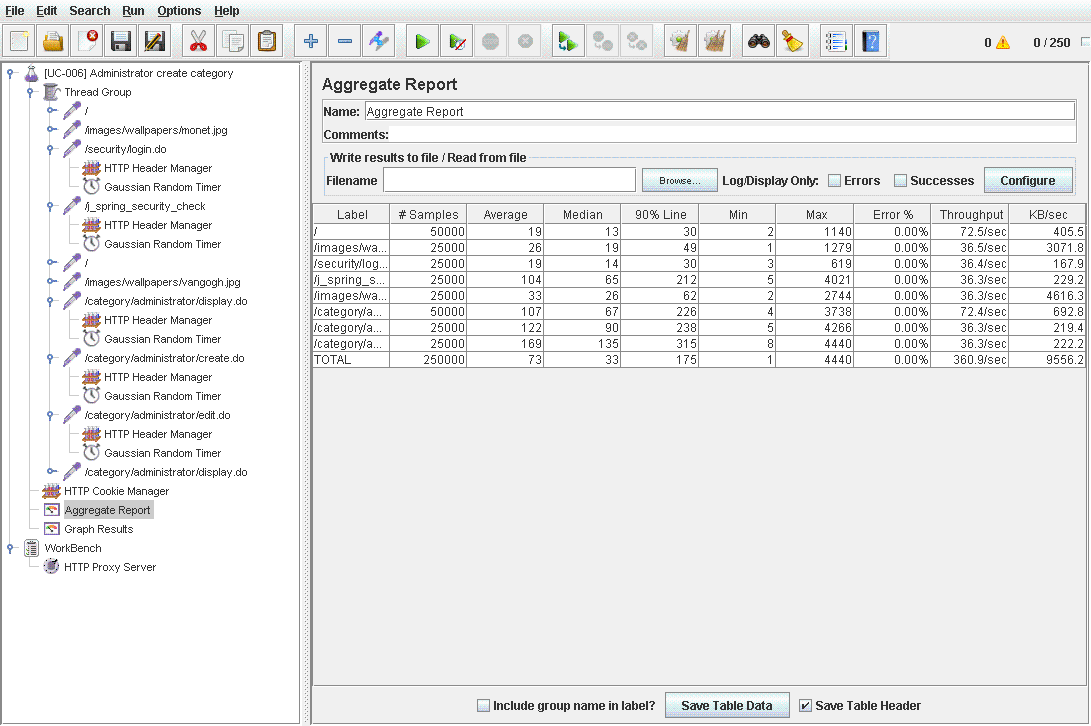 File Edit Search Run Options Help
0 0 / 250
[UC-006] Administrator create category
Thread Group
/
/images/wallpapers/monet.jpg
/security/login.do
HTTP Header Manager
Gaussian Random Timer
/j_spring_security_check
HTTP Header Manager
Gaussian Random Timer
/
/images/wallpapers/vangogh.jpg
/category/administrator/display.do
HTTP Header Manager
Gaussian Random Timer
/category/administrator/create.do
HTTP Header Manager
Gaussian Random Timer
/category/administrator/edit.do
HTTP Header Manager
Gaussian Random Timer
/category/administrator/display.do
HTTP Cookie Manager
Aggregate Report
Graph Results
WorkBench
HTTP Proxy Server
Aggregate Report
Name: Aggregate Report
Comments:
Write results to file / Read from file
Filename Browse... Log/Display Only: Errors Successes Configure
Label # Samples Average Median 90% Line Min Max Error % Throughput KB/sec
/ 50000 19 13 30 2 1140 0.00% 72.5/sec 405.5
/images/wa... 25000 26 19 49 1 1279 0.00% 36.5/sec 3071.8
/security/log... 25000 19 14 30 3 619 0.00% 36.4/sec 167.9
/j_spring_s... 25000 104 65 212 5 4021 0.00% 36.3/sec 229.2
/images/wa... 25000 33 26 62 2 2744 0.00% 36.3/sec 4616.3
/category/a... 50000 107 67 226 4 3738 0.00% 72.4/sec 692.8
/category/a... 25000 122 90 238 5 4266 0.00% 36.3/sec 219.4
/category/a... 25000 169 135 315 8 4440 0.00% 36.3/sec 222.2
TOTAL 250000 73 33 175 1 4440 0.00% 360.9/sec 9556.2
Include group name in label? Save Table Data Save Table Header